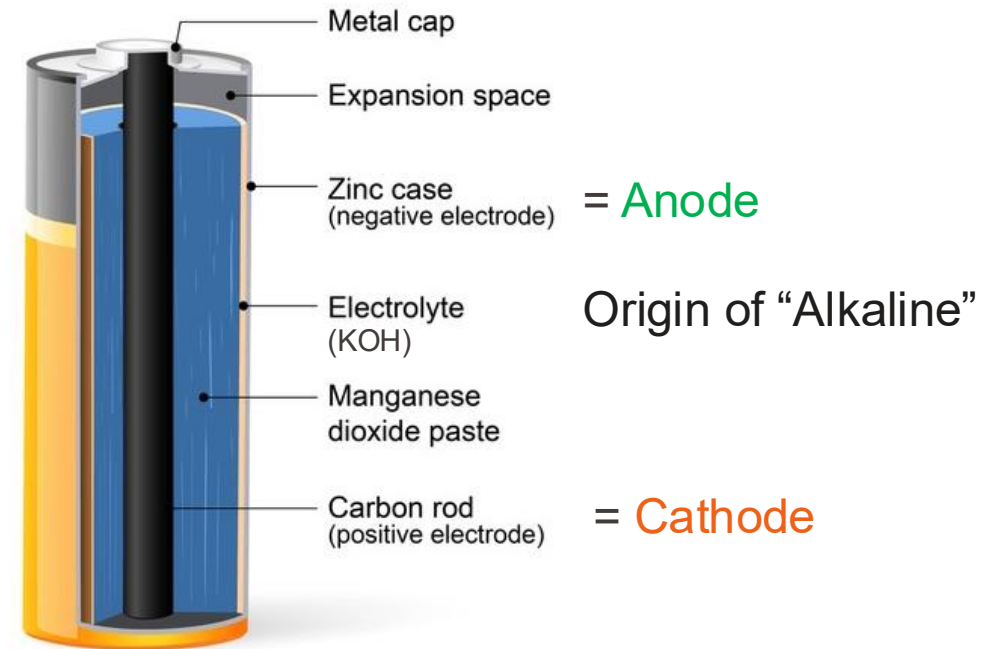 Metal cap
Expansion space
Zinc case
(negative electrode)
= Anode
Electrolyte
(KOH)
Origin of “Alkaline”
Manganese
dioxide paste
Carbon rod
(positive electrode)
= Cathode